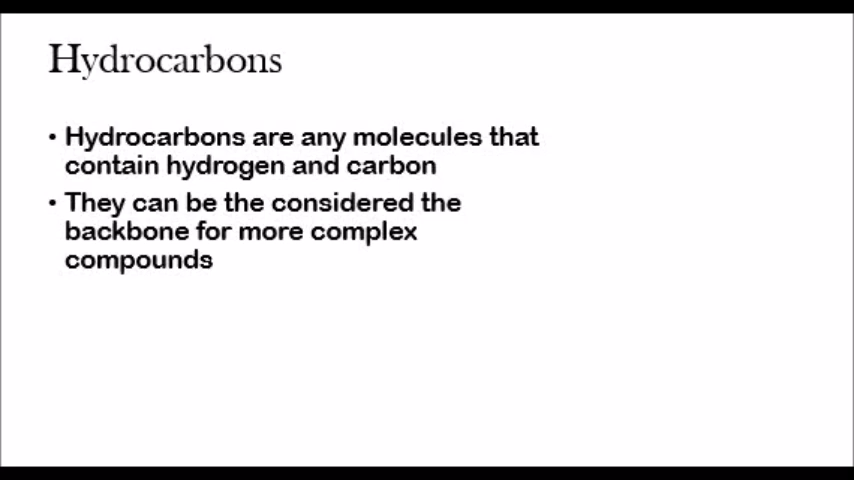 Hydrocarbons
• Hydrocarbons are any molecules that
contain hydrogen and carbon
• They can be the considered the
backbone for more complex
compounds